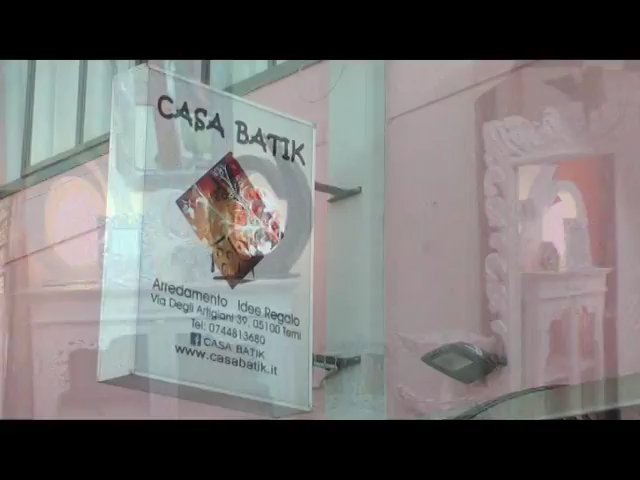 CASA BATIK
Arredamento Idee Regalo
Via Degli Artigiani 39, 05100 Terni
Tel: 0744813680
CASA BATIK
www.casabatik.it